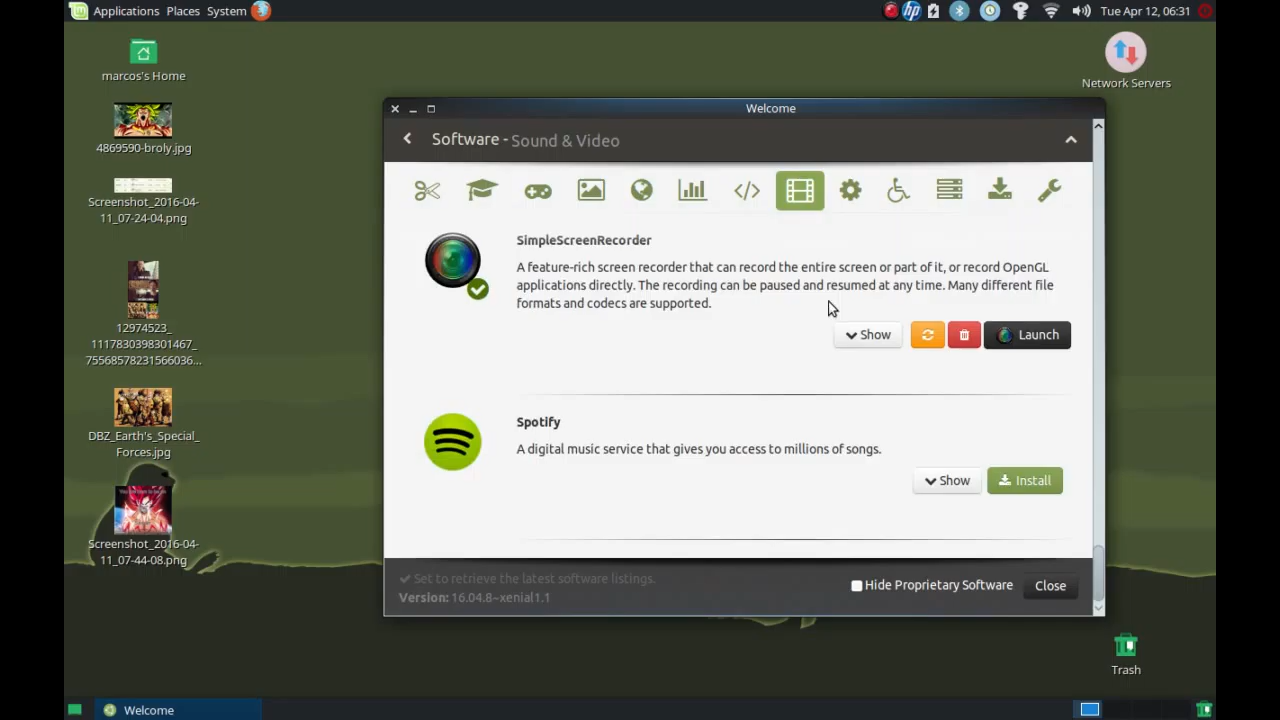 Applications Places System
Tue Apr 12, 06:31
marcos's Home
4869590-broly.jpg
Screenshot_2016-04-
11_07-24-04.png
12974523_
1117830398301467_
75568578231566036...
DBZ_Earth's_Special_
Forces.jpg
Screenshot_2016-04-
11_07-44-08.png
Network Servers
Welcome
Software - Sound & Video
SimpleScreenRecorder
A feature-rich screen recorder that can record the entire screen or part of it, or record OpenGL
applications directly. The recording can be paused and resumed at any time. Many different file
formats and codecs are supported.
Show
Launch
Spotify
A digital music service that gives you access to millions of songs.
Show
Install
Set to retrieve the latest software listings.
Version: 16.04.8~xenial1.1
Hide Proprietary Software
Close
Trash
Welcome